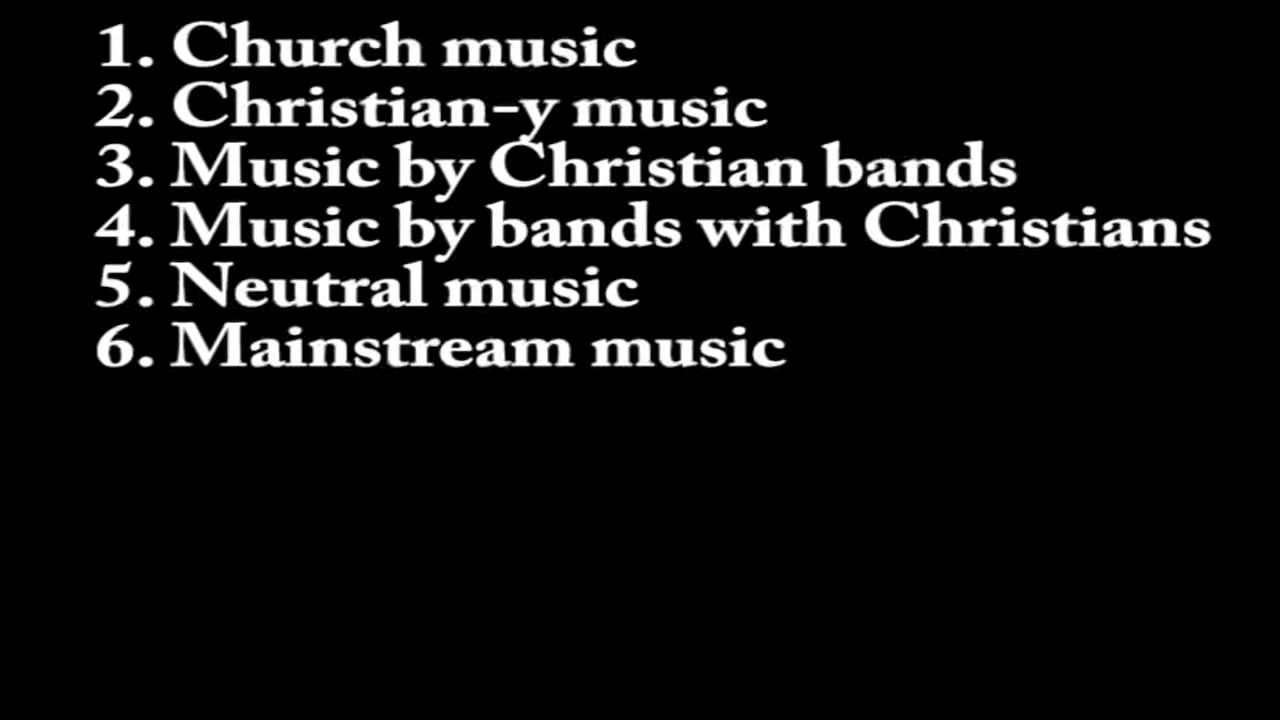 1. Church music
2. Christian-y music
3. Music by Christian bands
4. Music by bands with Christians
5. Neutral music
6. Mainstream music